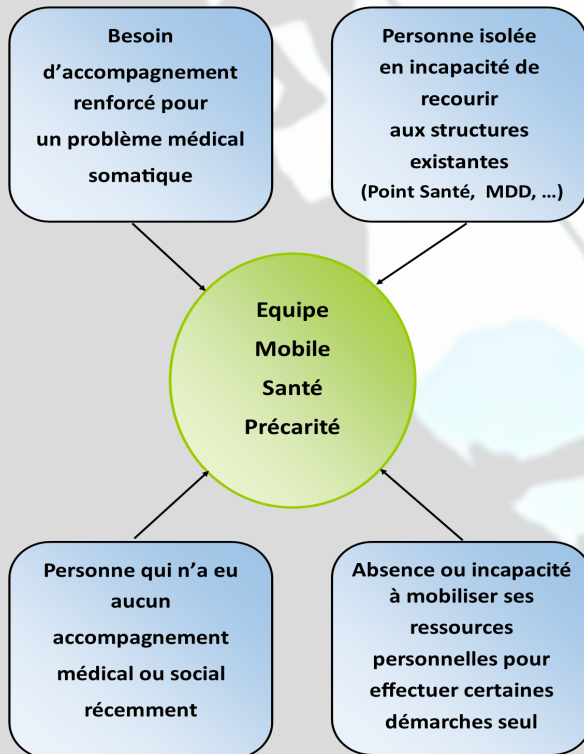 Besoin
d'accompagnement
renforcé pour
un problème médical
somatique
Personne isolée
en incapacité de
recourir
aux structures
existantes
(Point Santé, MDD, ...)
Equipe
Mobile
Santé
Précarité
Personne qui n'a eu
aucun
accompagnement
médical ou social
récemment
Absence ou incapacité
à mobiliser ses
ressources
personnelles pour
effectuer certaines
démarches seul